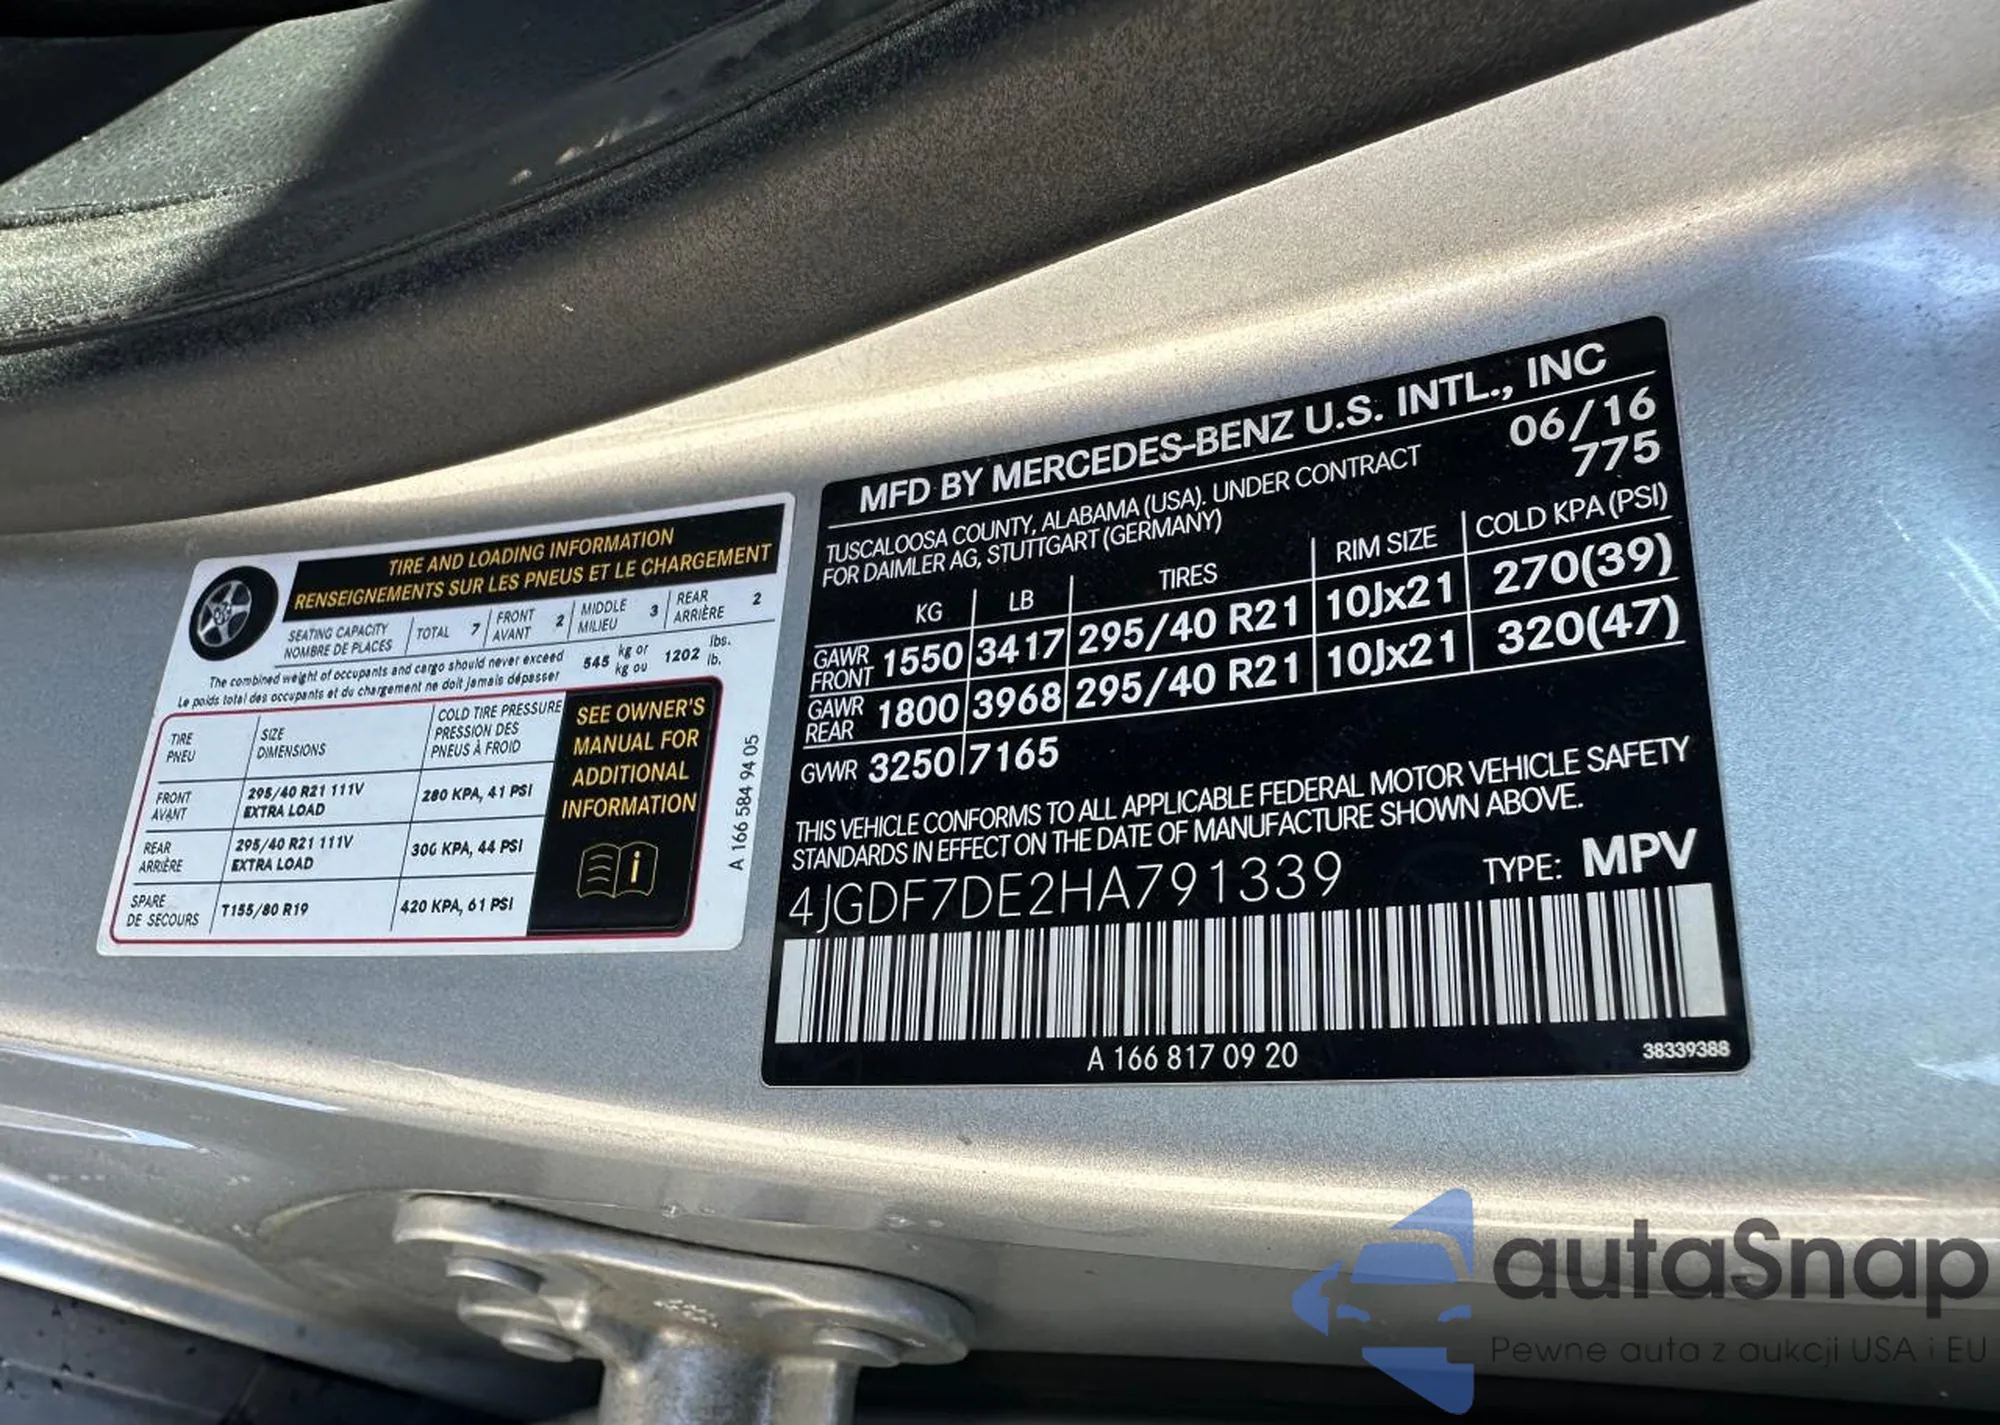 TIRE AND LOADING INFORMATION
RENSEIGNEMENTS SUR LES PNEUS ET LE CHARGEMENT
SEATING CAPACITY
NOMBRE DE PLACES
TOTAL 7
FRONT
AVANT
2
MIDDLE
MILIEU
3
REAR
ARRIÈRE
2
The combined weight of occupants and cargo should never exceed
Le poids total des occupants et du chargement ne doit jamais dépasser
545 kg or
kg ou
1202 lbs.
lb.
TIRE
PNEU
SIZE
DIMENSIONS
COLD TIRE PRESSURE
PRESSION DES
PNEUS À FROID
FRONT
AVANT
295/40 R21 111V
EXTRA LOAD
280 KPA, 41 PSI
REAR
ARRIÈRE
295/40 R21 111V
EXTRA LOAD
300 KPA, 44 PSI
SPARE
DE SECOURS
T155/80 R19
420 KPA, 61 PSI
SEE OWNER'S
MANUAL FOR
ADDITIONAL
INFORMATION
i
A 166 584 94 05
MFD BY MERCEDES-BENZ U.S. INTL., INC
TUSCALOOSA COUNTY, ALABAMA (USA). UNDER CONTRACT
FOR DAIMLER AG, STUTTGART (GERMANY)
06/16
775
KG LB TIRES RIM SIZE COLD KPA (PSI)
GAWR
FRONT
1550 3417 295/40 R21 10Jx21 270(39)
GAWR
REAR
1800 3968 295/40 R21 10Jx21 320(47)
GVWR 3250 7165
THIS VEHICLE CONFORMS TO ALL APPLICABLE FEDERAL MOTOR VEHICLE SAFETY
STANDARDS IN EFFECT ON THE DATE OF MANUFACTURE SHOWN ABOVE.
4JGDF7DE2HA791339 TYPE: MPV
A 166 817 09 20
38339388
autaSnap
Pewne auta z aukcji USA i EU